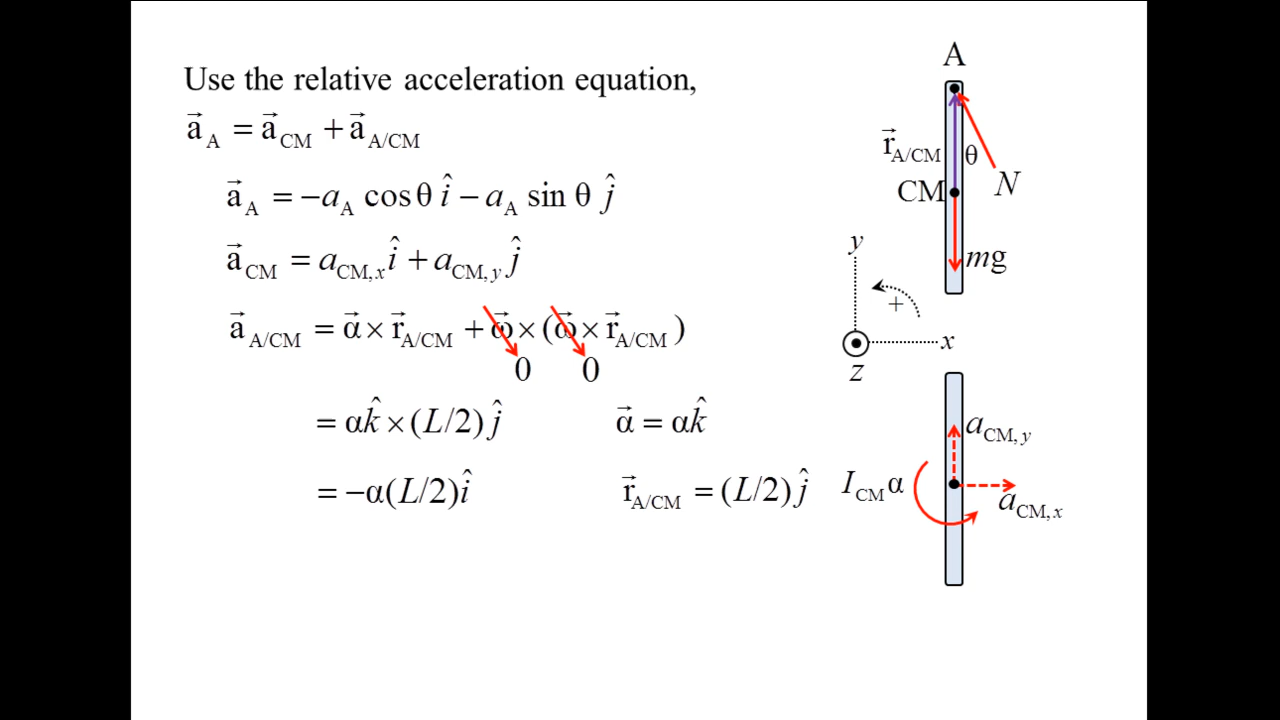 Use the relative acceleration equation,
a⃗_A = a⃗_CM + a⃗_A/CM
a⃗_A = −a_A cos θ î − a_A sin θ ĵ
a⃗_CM = a_CM,x î + a_CM,y ĵ
a⃗_A/CM = α⃗ × r⃗_A/CM + ω⃗ × (ω⃗ × r⃗_A/CM)
0 0
= αk̂ × (L/2) ĵ
α⃗ = αk̂
= −α(L/2) î
r⃗_A/CM = (L/2) ĵ
A
r⃗_A/CM
θ
N
CM
mg
y
+
x
z
a_CM,y
I_CM α
a_CM,x